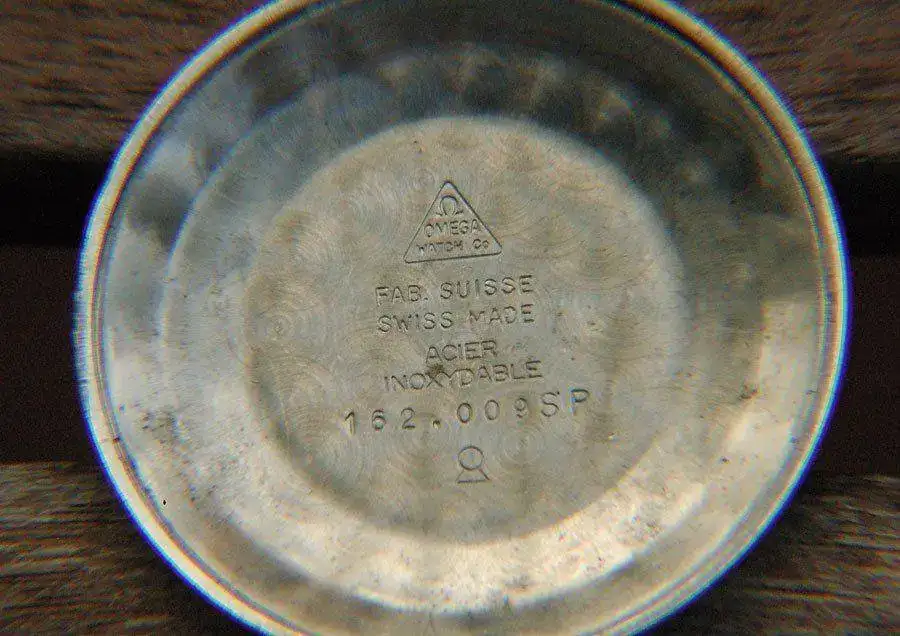 Ω
OMEGA
WATCH Co
FAB. SUISSE
SWISS MADE
ACIER
INOXYDABLE
162.009SP